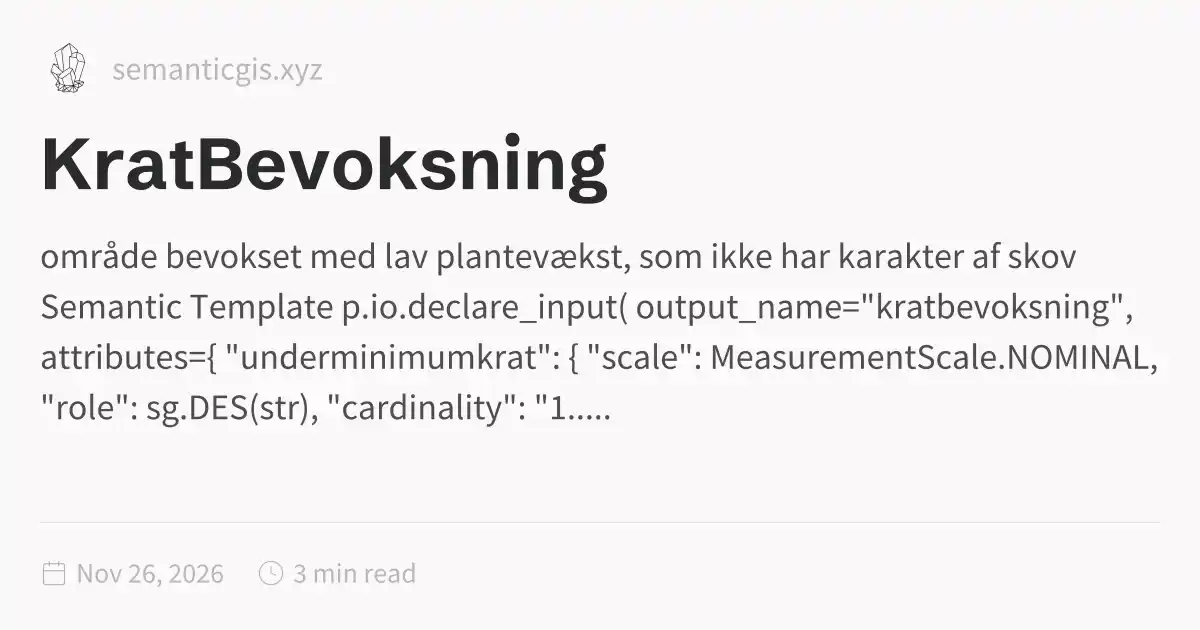 semanticgis.xyz
KratBevoksning
område bevokset med lav plantevækst, som ikke har karakter af skov
Semantic Template p.io.declare_input( output_name="kratbevoksning",
attributes={ "underminimumkrat": { "scale": MeasurementScale.NOMINAL,
"role": sg.DES(str), "cardinality": "1.....
Nov 26, 2026 3 min read